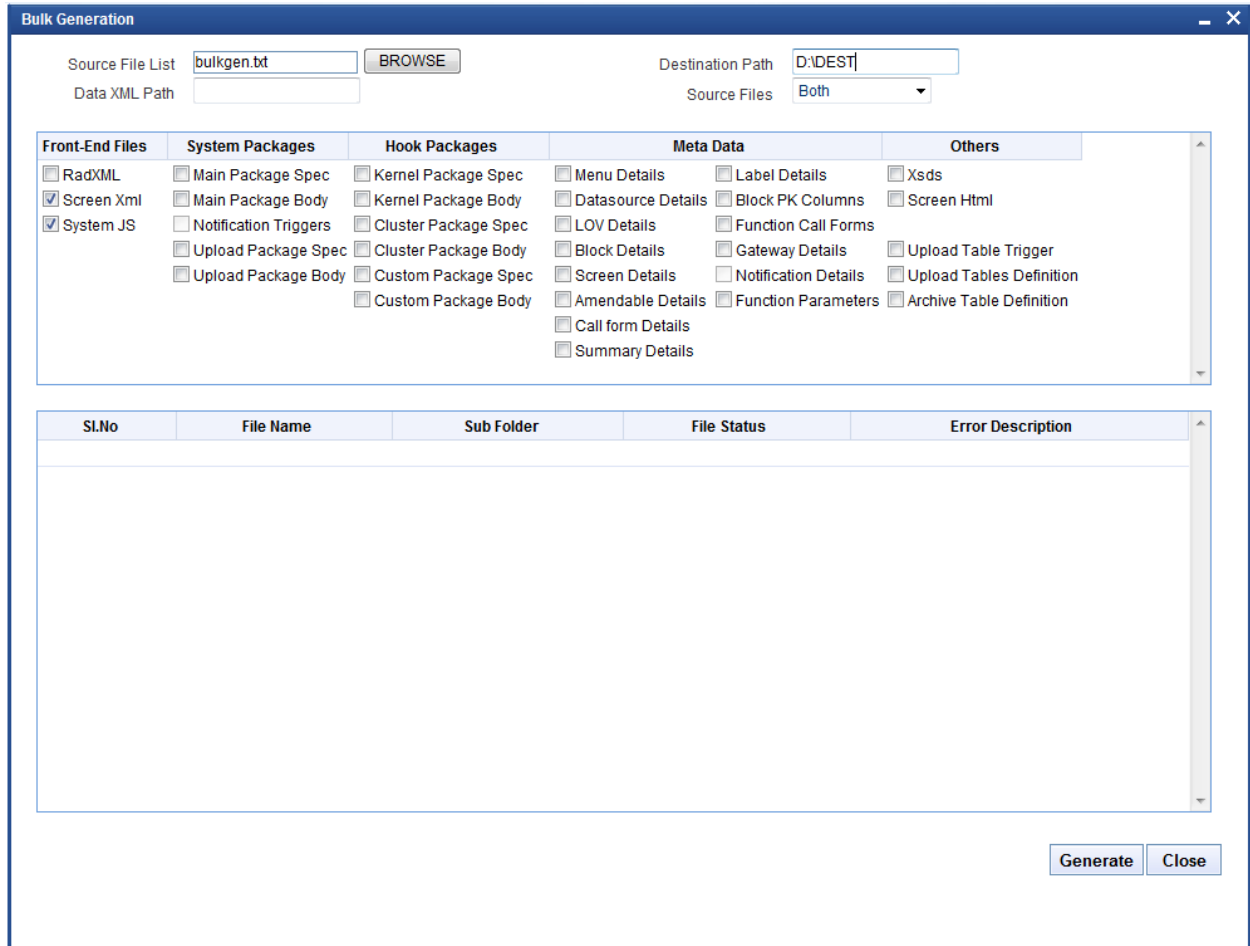 Bulk Generation
Source File List bulkgen.txt BROWSE Destination Path D:\DEST
Data XML Path Source Files Both
Front-End Files System Packages Hook Packages Meta Data Others
RadXML Main Package Spec Kernel Package Spec Menu Details Label Details Xsds
Screen Xml Main Package Body Kernel Package Body Datasource Details Block PK Columns Screen Html
System JS Notification Triggers Cluster Package Spec LOV Details Function Call Forms
Upload Package Spec Cluster Package Body Block Details Gateway Details Upload Table Trigger
Upload Package Body Custom Package Spec Screen Details Notification Details Upload Tables Definition
Custom Package Body Amendable Details Function Parameters Archive Table Definition
Call form Details
Summary Details
Sl.No File Name Sub Folder File Status Error Description
Generate Close